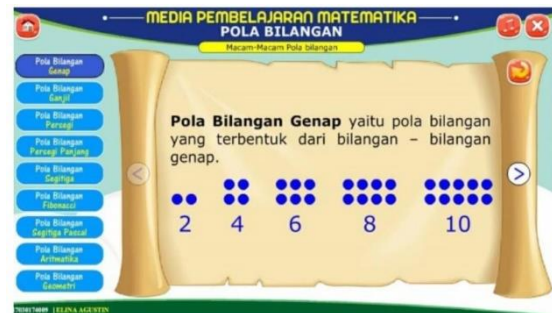 MEDIA PEMBELAJARAN MATEMATIKA
POLA BILANGAN
Macam-Macam Pola bilangan
Pola Bilangan
Genap
Pola Bilangan
Ganjil
Pola Bilangan
Persegi
Pola Bilangan
Persegi Panjang
Pola Bilangan
Segitiga
Pola Bilangan
Fibonacci
Pola Bilangan
Segitiga Pascal
Pola Bilangan
Aritmatika
Pola Bilangan
Geometri
Pola Bilangan Genap yaitu pola bilangan
yang terbentuk dari bilangan – bilangan
genap.
2 4 6 8 10
ELINA AGUSTIN